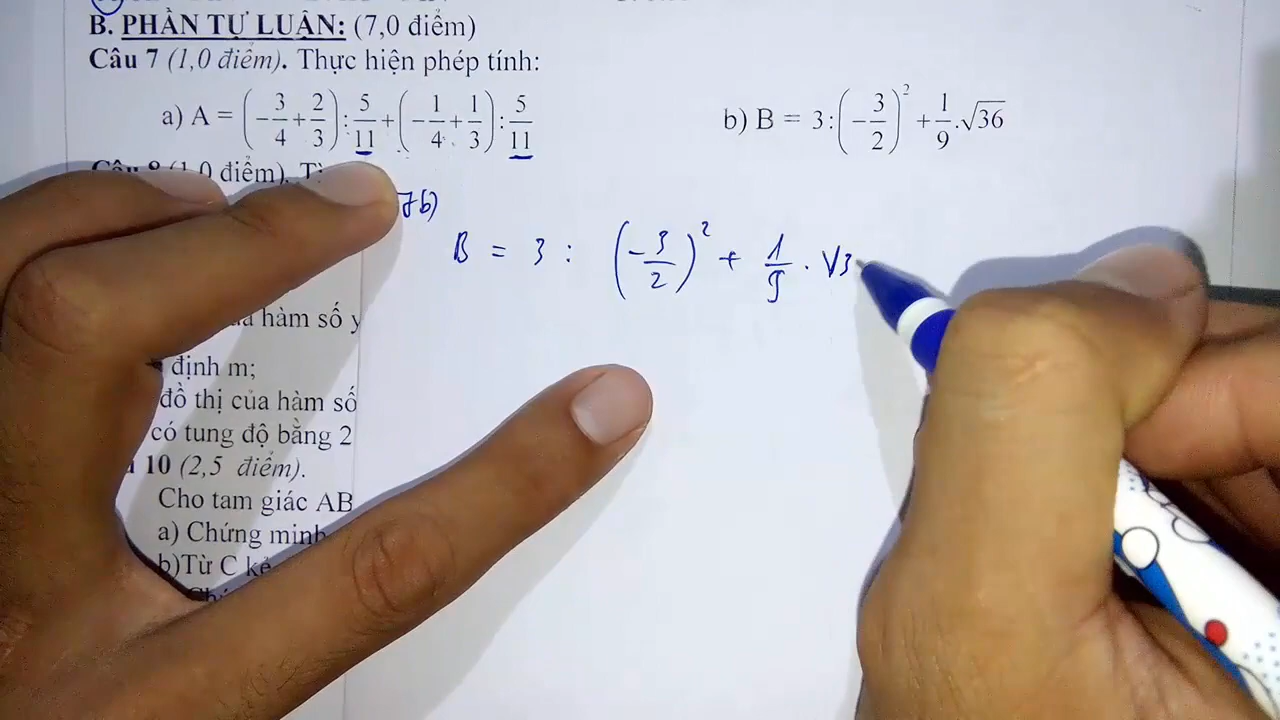 B. PHẦN TỰ LUẬN: (7,0 điểm)
Câu 7 (1,0 điểm). Thực hiện phép tính:
a) A = (-3/4 + 2/3) : 5/11 + (-1/4 + 1/3) : 5/11
b) B = 3 : (-3/2)² + 1/9 . √36
điểm).
7b)
B = 3 : (-3/2)² + 1/9 . √3
hàm số y
định m;
đồ thị của hàm số
có tung độ bằng 2
10 (2,5 điểm).
Cho tam giác AB
a) Chứng minh
b)Từ C kẻ